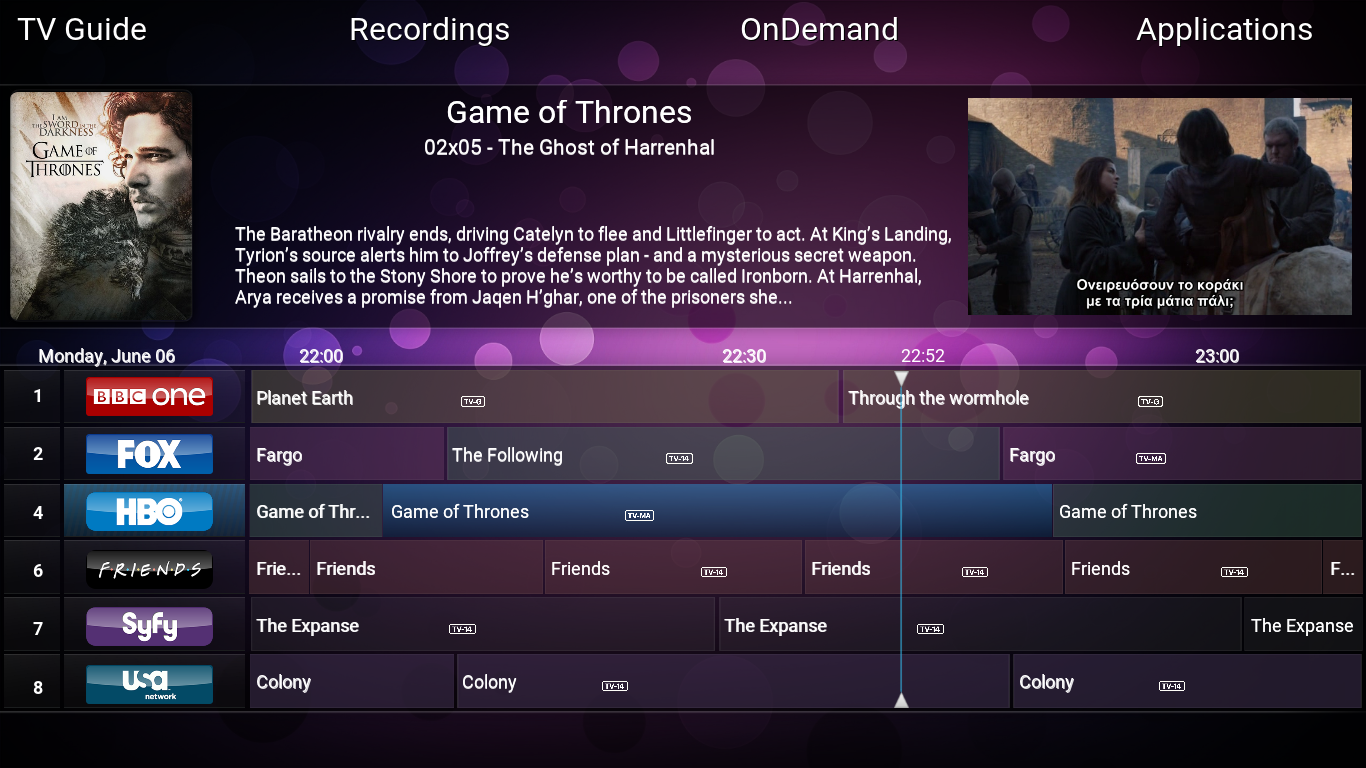 TV Guide Recordings OnDemand Applications
I AM
THE SWORD IN THE
DARKNESS
GAME OF
THRONES
Game of Thrones
02x05 - The Ghost of Harrenhal
The Baratheon rivalry ends, driving Catelyn to flee and Littlefinger to act. At King's Landing,
Tyrion's source alerts him to Joffrey's defense plan - and a mysterious secret weapon.
Theon sails to the Stony Shore to prove he's worthy to be called Ironborn. At Harrenhal,
Arya receives a promise from Jaqen H'ghar, one of the prisoners she...
Ονειρευόσουν το κοράκι
με τα τρία μάτια πάλι;
Monday, June 06 22:00 22:30 22:52 23:00
1 BBC one Planet Earth TV-G Through the wormhole TV-G
2 FOX Fargo The Following TV-14 Fargo TV-MA
4 HBO Game of Thr... Game of Thrones TV-MA Game of Thrones
6 F·R·I·E·N·D·S Frie... Friends Friends TV-14 Friends TV-14 Friends TV-14 F...
7 Syfy The Expanse TV-14 The Expanse TV-14 The Expanse
8 usa network Colony Colony TV-14 Colony TV-14